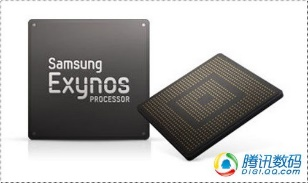 Samsung
Exynos
PROCESSOR
腾讯数码
DIGI.QQ.COM